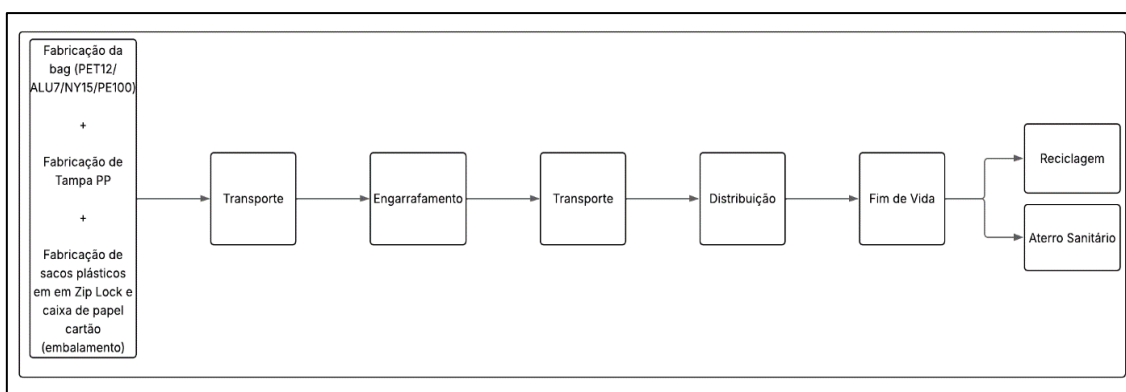 Fabricação da
bag (PET12/
ALU7/NY15/PE100)
+
Fabricação de
Tampa PP
+
Fabricação de
sacos plásticos
em em Zip Lock e
caixa de papel
cartão
(embalamento)
Transporte
Engarrafamento
Transporte
Distribuição
Fim de Vida
Reciclagem
Aterro Sanitário